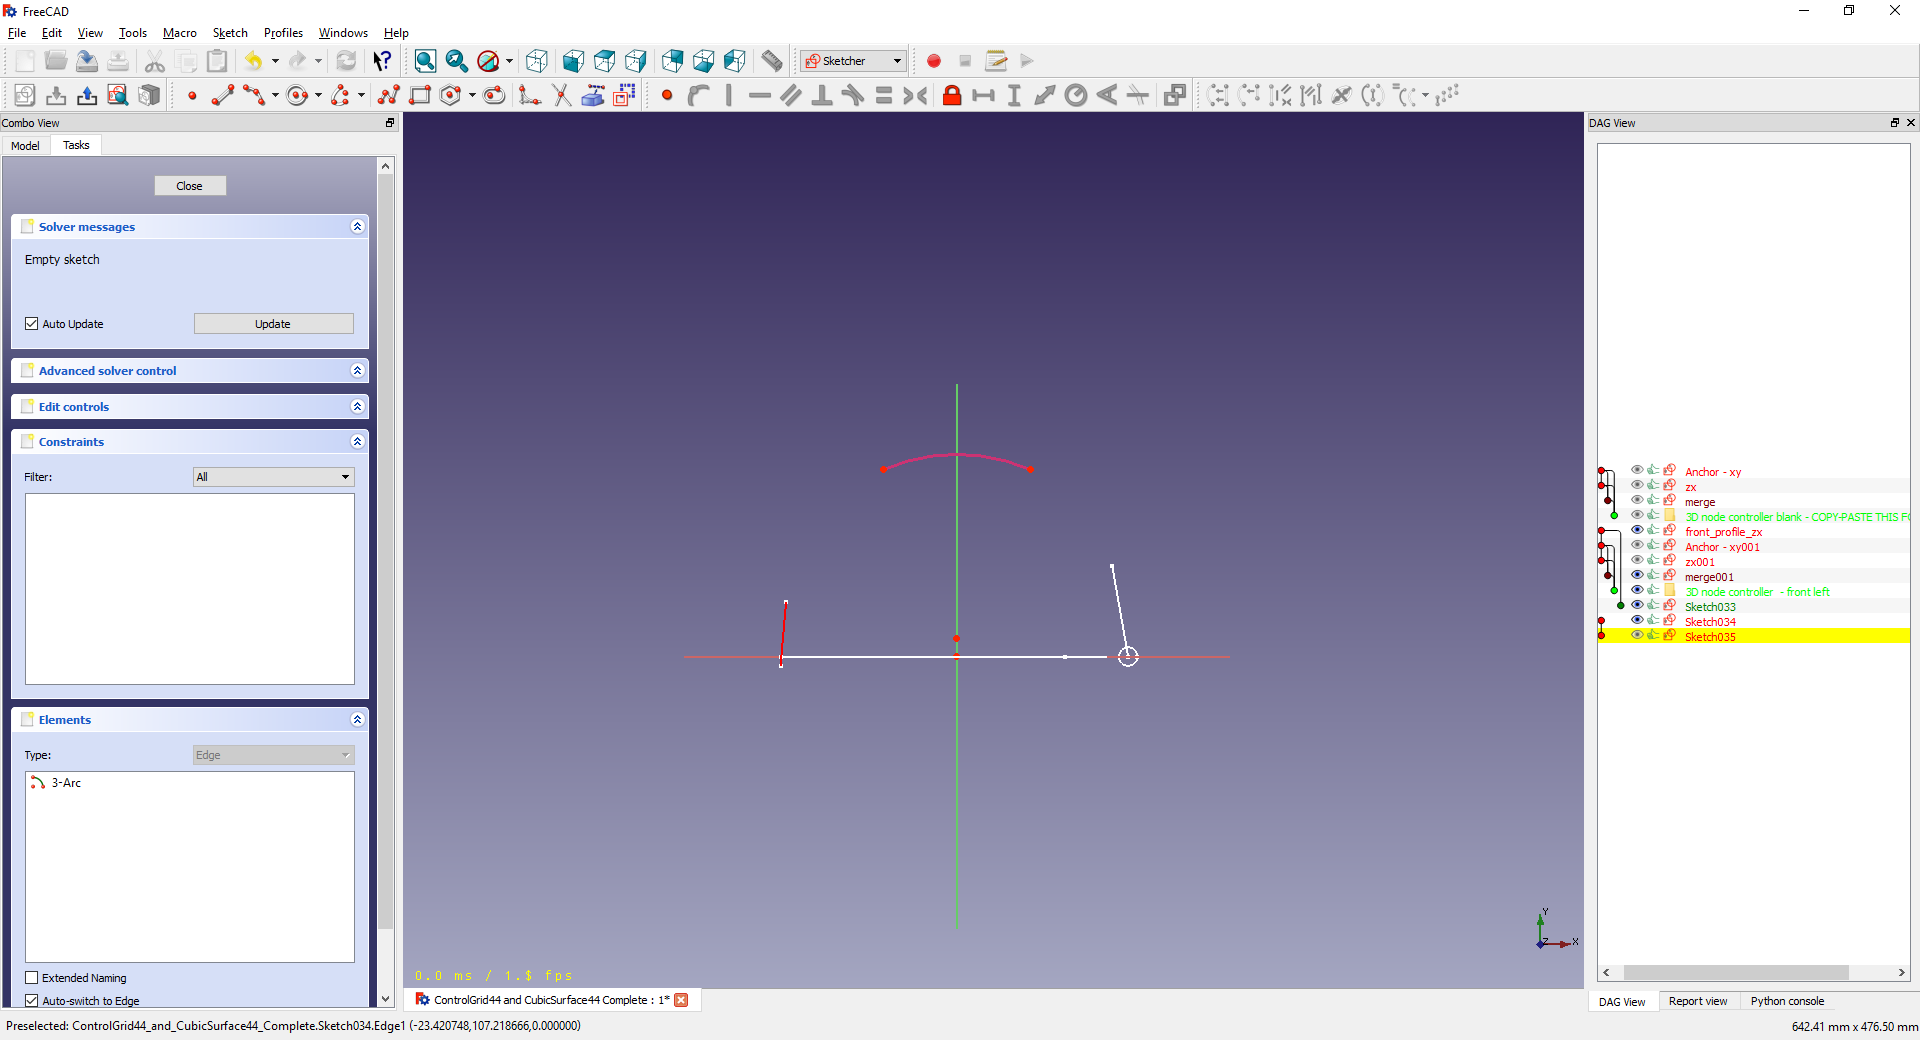 FreeCAD
File Edit View Tools Macro Sketch Profiles Windows Help
Sketcher
Combo View
Model Tasks
Close
Solver messages
Empty sketch
Auto Update Update
Advanced solver control
Edit controls
Constraints
Filter: All
Elements
Type: Edge
3-Arc
Extended Naming
Auto-switch to Edge
0.0 ms / 1.$ fps
Y
Z
X
ControlGrid44 and CubicSurface44 Complete : 1*
DAG View
Anchor - xy
zx
merge
3D node controller blank - COPY-PASTE THIS FO
front_profile_zx
Anchor - xy001
zx001
merge001
3D node controller - front left
Sketch033
Sketch034
Sketch035
DAG View Report view Python console
Preselected: ControlGrid44_and_CubicSurface44_Complete.Sketch034.Edge1 (-23.420748,107.218666,0.000000)
642.41 mm x 476.50 mm